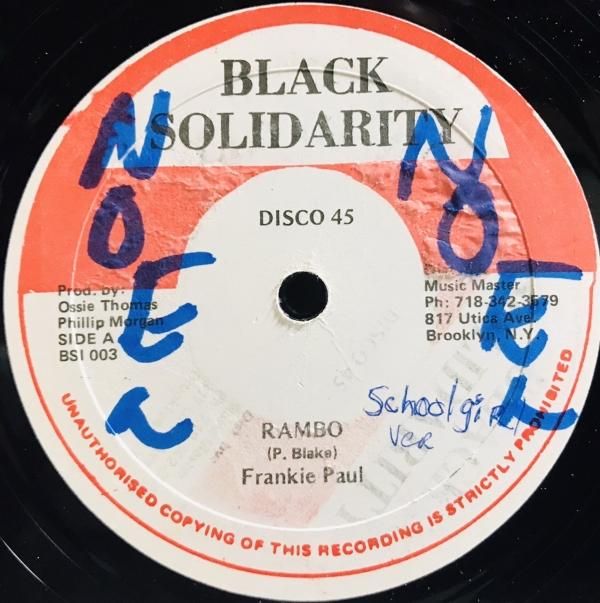 BLACK
SOLIDARITY
DISCO 45
Prod. by:
Ossie Thomas
Phillip Morgan
SIDE A
BSI 003
Music Master
Ph: 718-342-3579
817 Utica Ave.
Brooklyn, N.Y.
NOEL
NOEL
Schoolgirl
VER
RAMBO
(P. Blake)
Frankie Paul
UNAUTHORISED COPYING OF THIS RECORDING IS STRICTLY PROHIBITED